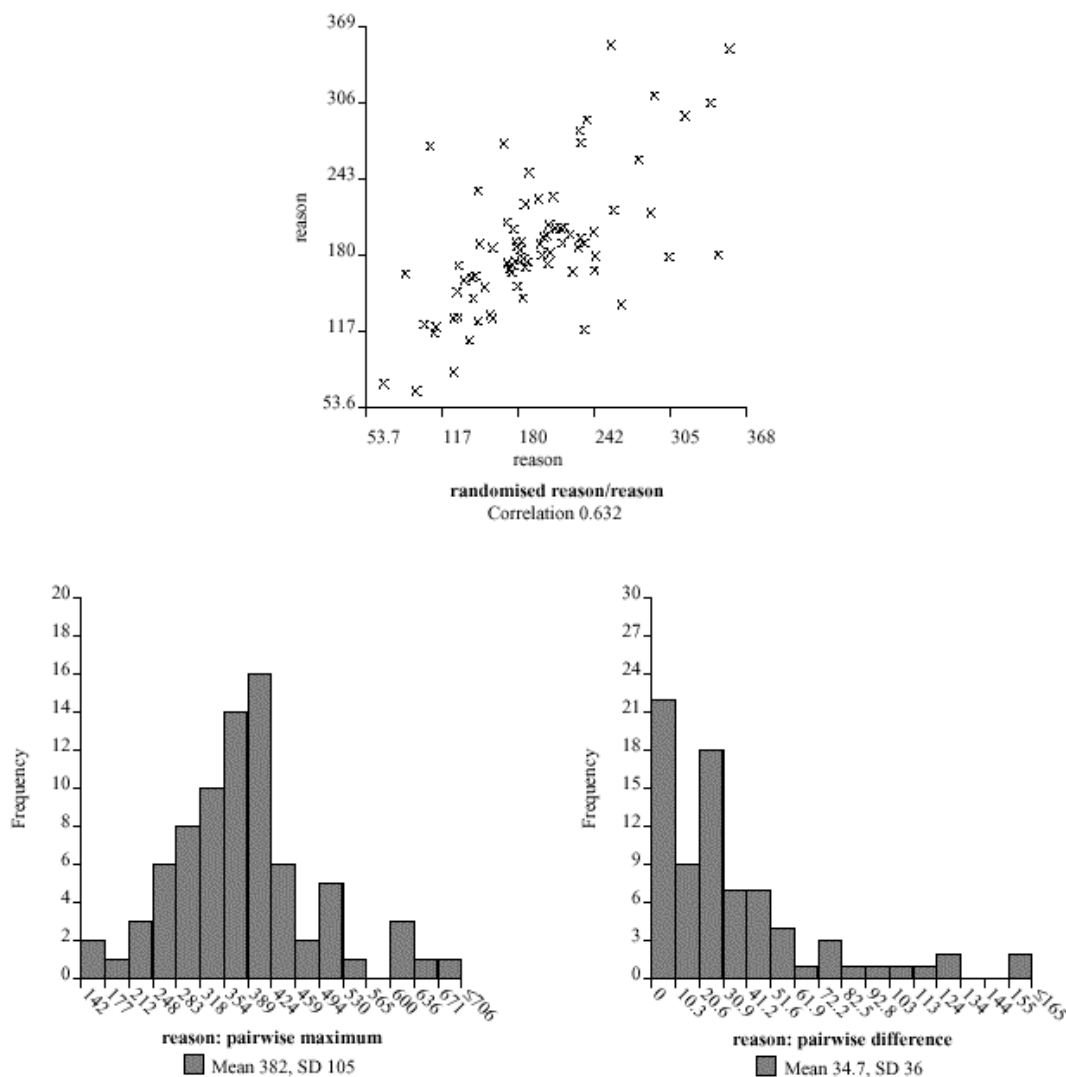 369
306
243
180
117
53.6
reason
53.7 117 180 242 305 368
reason
randomised reason/reason
Correlation 0.632
20
18
16
14
12
10
8
6
4
2
0
Frequency
142 177 212 248 283 318 354 389 424 459 494 530 565 600 636 671 ≤706
reason: pairwise maximum
Mean 382, SD 105
30
27
24
21
18
15
12
9
6
3
0
Frequency
0 10.3 20.6 30.9 41.2 51.6 61.9 72.2 82.5 92.8 103 113 124 134 144 155 ≤165
reason: pairwise difference
Mean 34.7, SD 36